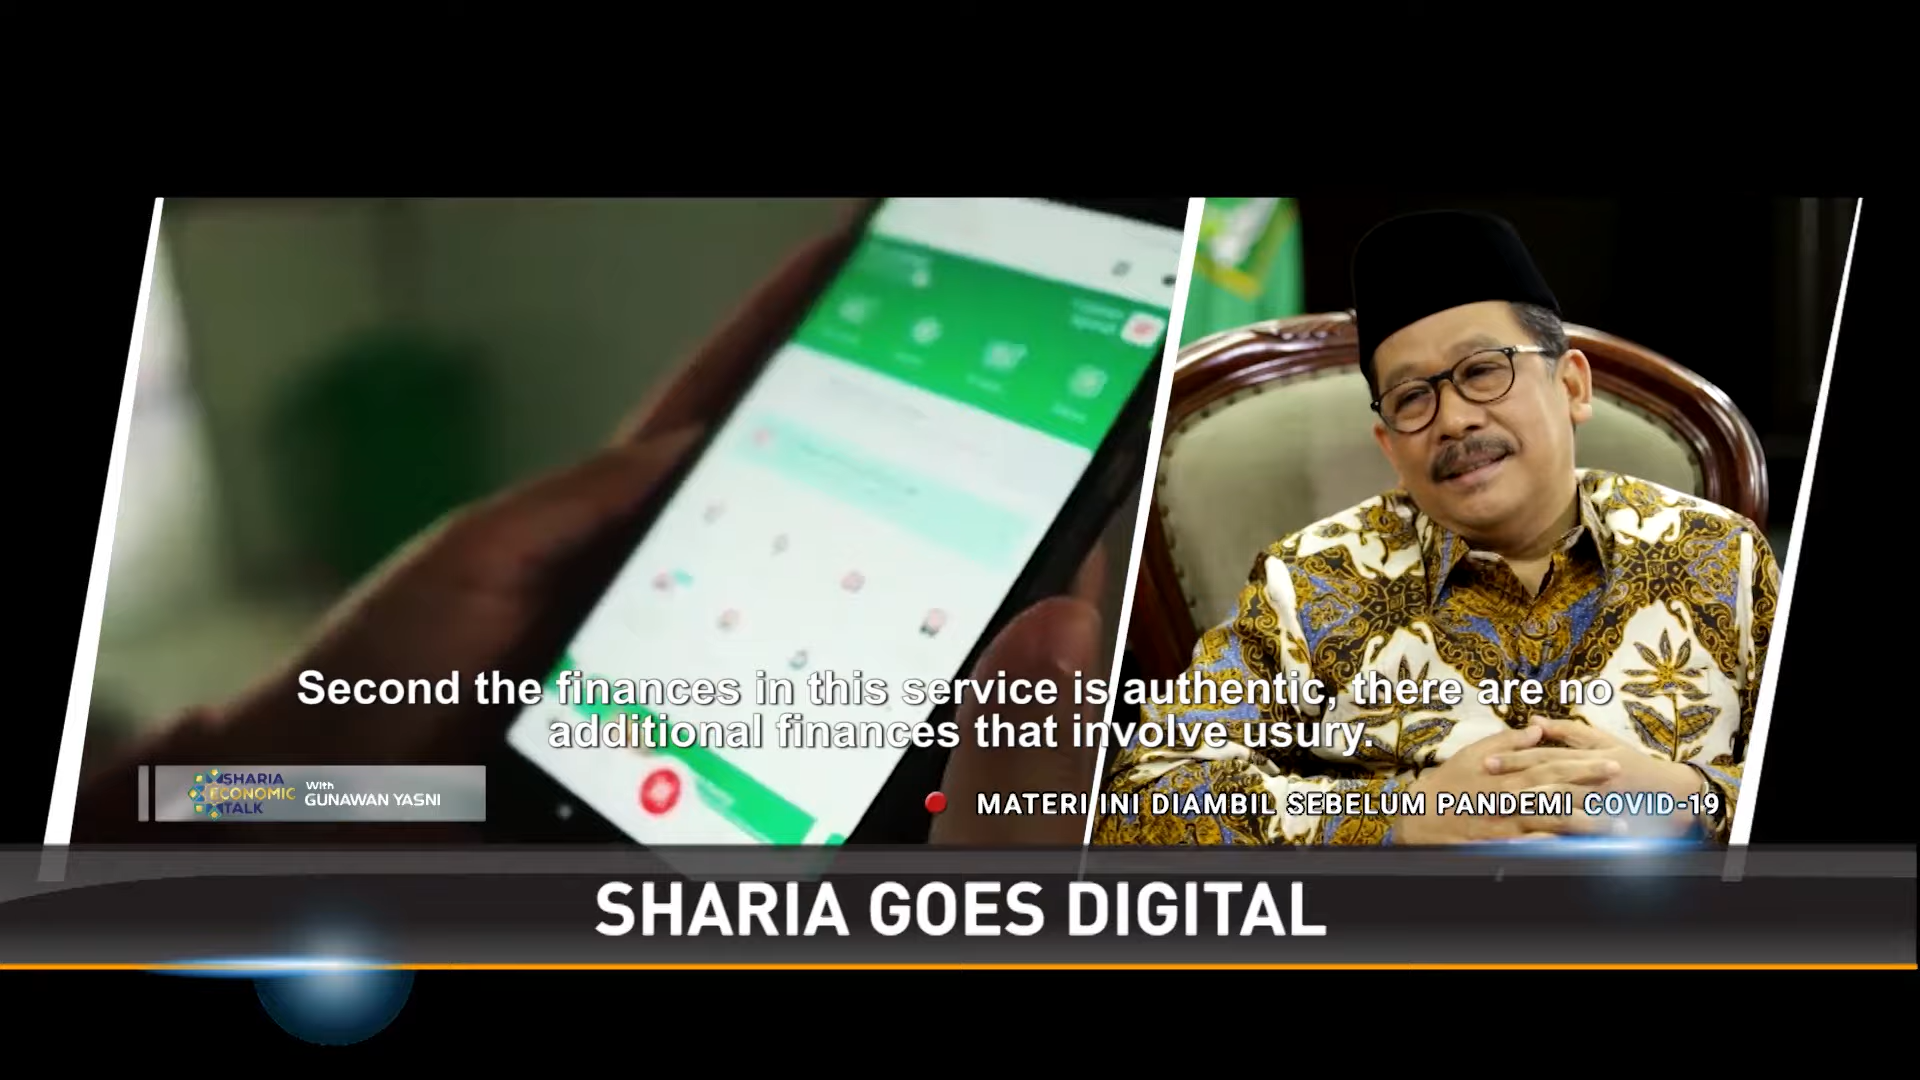 Second the finances in this service is authentic, there are no
additional finances that involve usury.
SHARIA
ECONOMIC
TALK
With
GUNAWAN YASNI
MATERI INI DIAMBIL SEBELUM PANDEMI COVID-19
SHARIA GOES DIGITAL